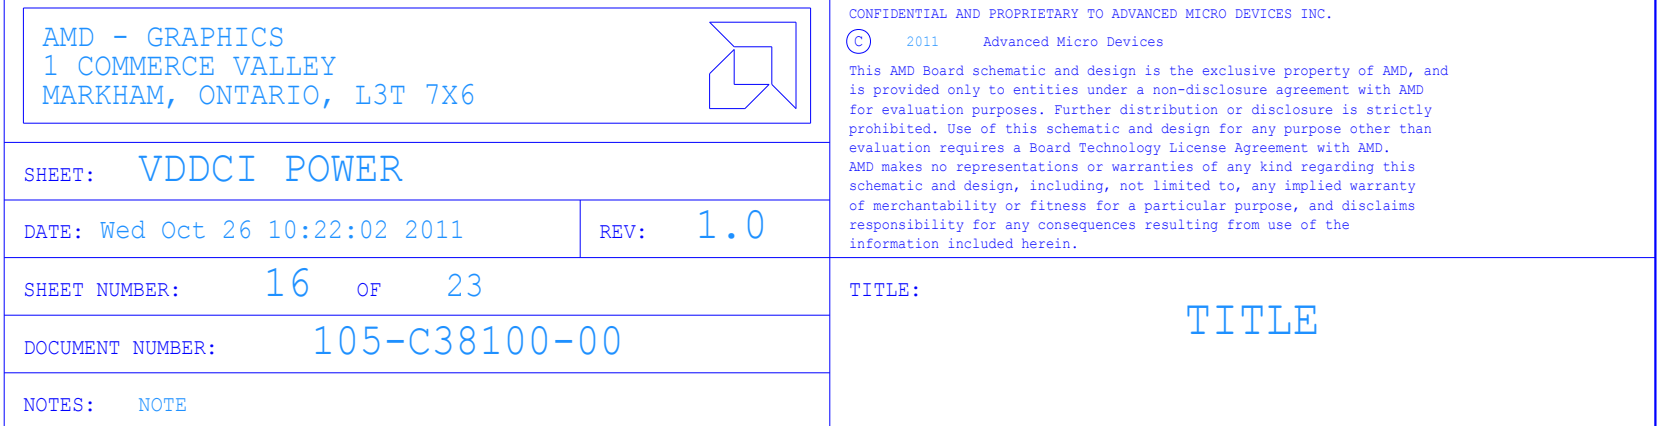 AMD - GRAPHICS
1 COMMERCE VALLEY
MARKHAM, ONTARIO, L3T 7X6
SHEET: VDDCI POWER
DATE: Wed Oct 26 10:22:02 2011 REV: 1.0
SHEET NUMBER: 16 OF 23
DOCUMENT NUMBER: 105-C38100-00
NOTES: NOTE
CONFIDENTIAL AND PROPRIETARY TO ADVANCED MICRO DEVICES INC.
C 2011 Advanced Micro Devices
This AMD Board schematic and design is the exclusive property of AMD, and
is provided only to entities under a non-disclosure agreement with AMD
for evaluation purposes. Further distribution or disclosure is strictly
prohibited. Use of this schematic and design for any purpose other than
evaluation requires a Board Technology License Agreement with AMD.
AMD makes no representations or warranties of any kind regarding this
schematic and design, including, not limited to, any implied warranty
of merchantability or fitness for a particular purpose, and disclaims
responsibility for any consequences resulting from use of the
information included herein.
TITLE:
TITLE